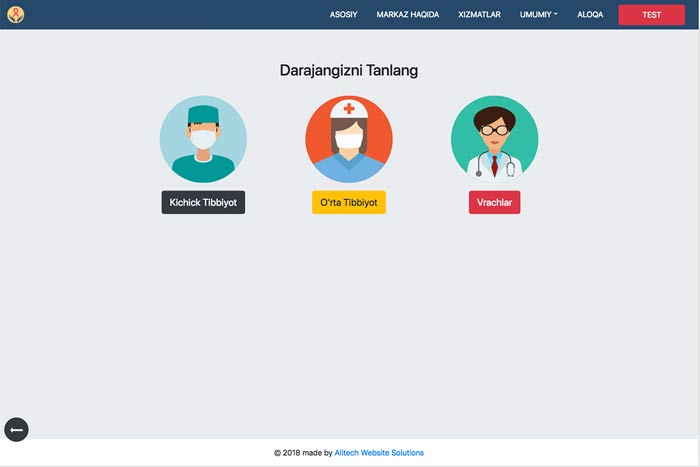 ASOSIY MARKAZ HAQIDA XIZMATLAR UMUMIY ALOQA TEST
Darajangizni Tanlang
Kichick Tibbiyot O'rta Tibbiyot Vrachlar
© 2018 made by Alltech Website Solutions